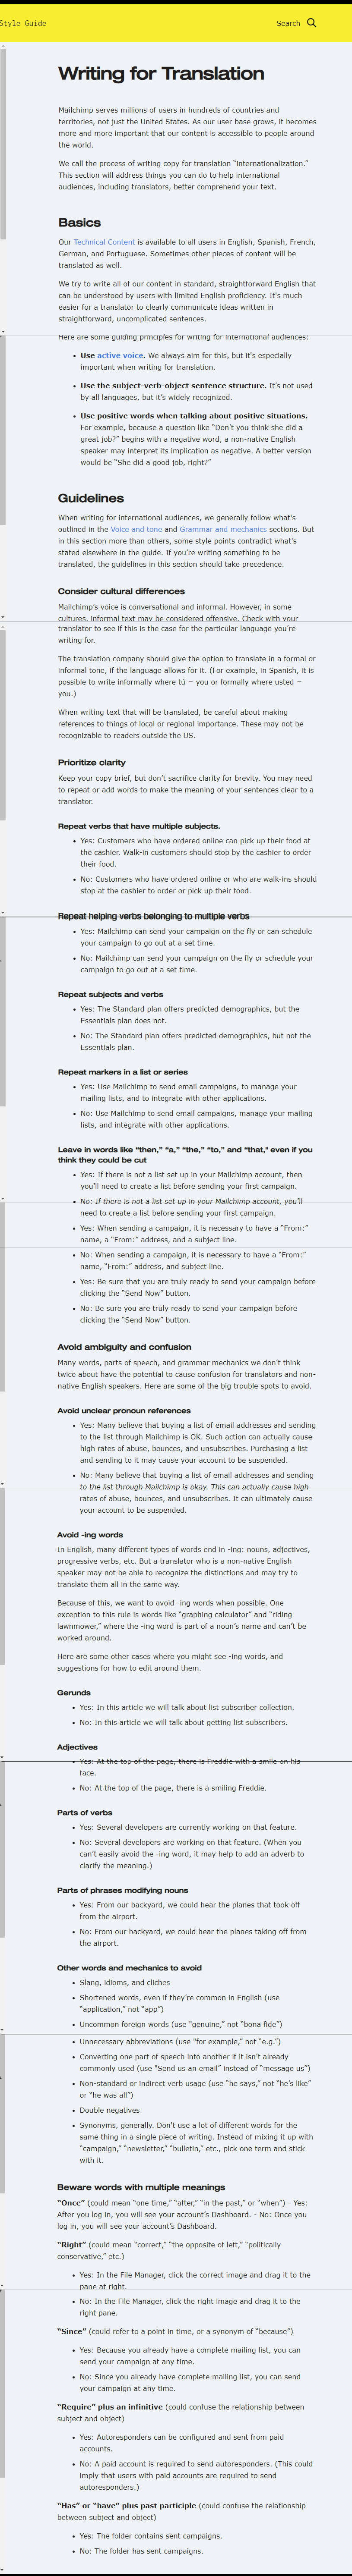 Style Guide
Search
Writing for Translation
Mailchimp serves millions of users in hundreds of countries and
territories, not just the United States. As our user base grows, it becomes
more and more important that our content is accessible to people around
the world.
We call the process of writing copy for translation “internationalization.”
This section will address things you can do to help international
audiences, including translators, better comprehend your text.
Basics
Our Technical Content is available to all users in English, Spanish, French,
German, and Portuguese. Sometimes other pieces of content will be
translated as well.
We try to write all of our content in standard, straightforward English that
can be understood by users with limited English proficiency. It's much
easier for a translator to clearly communicate ideas written in
straightforward, uncomplicated sentences.
Here are some guiding principles for writing for international audiences:
• Use active voice. We always aim for this, but it's especially
important when writing for translation.
• Use the subject-verb-object sentence structure. It’s not used
by all languages, but it’s widely recognized.
• Use positive words when talking about positive situations.
For example, because a question like “Don’t you think she did a
great job?” begins with a negative word, a non-native English
speaker may interpret its implication as negative. A better version
would be “She did a good job, right?”
Guidelines
When writing for international audiences, we generally follow what's
outlined in the Voice and tone and Grammar and mechanics sections. But
in this section more than others, some style points contradict what's
stated elsewhere in the guide. If you’re writing something to be
translated, the guidelines in this section should take precedence.
Consider cultural differences
Mailchimp’s voice is conversational and informal. However, in some
cultures, informal text may be considered offensive. Check with your
translator to see if this is the case for the particular language you’re
writing for.
The translation company should give the option to translate in a formal or
informal tone, if the language allows for it. (For example, in Spanish, it is
possible to write informally where tú = you or formally where usted =
you.)
When writing text that will be translated, be careful about making
references to things of local or regional importance. These may not be
recognizable to readers outside the US.
Prioritize clarity
Keep your copy brief, but don’t sacrifice clarity for brevity. You may need
to repeat or add words to make the meaning of your sentences clear to a
translator.
Repeat verbs that have multiple subjects.
• Yes: Customers who have ordered online can pick up their food at
the cashier. Walk-in customers should stop by the cashier to order
their food.
• No: Customers who have ordered online or who are walk-ins should
stop at the cashier to order or pick up their food.
Repeat helping verbs belonging to multiple verbs
• Yes: Mailchimp can send your campaign on the fly or can schedule
your campaign to go out at a set time.
• No: Mailchimp can send your campaign on the fly or schedule your
campaign to go out at a set time.
Repeat subjects and verbs
• Yes: The Standard plan offers predicted demographics, but the
Essentials plan does not.
• No: The Standard plan offers predicted demographics, but not the
Essentials plan.
Repeat markers in a list or series
• Yes: Use Mailchimp to send email campaigns, to manage your
mailing lists, and to integrate with other applications.
• No: Use Mailchimp to send email campaigns, manage your mailing
lists, and integrate with other applications.
Leave in words like “then,” “a,” “the,” “to,” and “that,” even if you
think they could be cut
• Yes: If there is not a list set up in your Mailchimp account, then
you’ll need to create a list before sending your first campaign.
• No: If there is not a list set up in your Mailchimp account, you’ll
need to create a list before sending your first campaign.
• Yes: When sending a campaign, it is necessary to have a “From:”
name, a “From:” address, and a subject line.
• No: When sending a campaign, it is necessary to have a “From:”
name, “From:” address, and subject line.
• Yes: Be sure that you are truly ready to send your campaign before
clicking the “Send Now” button.
• No: Be sure you are truly ready to send your campaign before
clicking the “Send Now” button.
Avoid ambiguity and confusion
Many words, parts of speech, and grammar mechanics we don’t think
twice about have the potential to cause confusion for translators and non-
native English speakers. Here are some of the big trouble spots to avoid.
Avoid unclear pronoun references
• Yes: Many believe that buying a list of email addresses and sending
to the list through Mailchimp is OK. Such action can actually cause
high rates of abuse, bounces, and unsubscribes. Purchasing a list
and sending to it may cause your account to be suspended.
• No: Many believe that buying a list of email addresses and sending
to the list through Mailchimp is okay. This can actually cause high
rates of abuse, bounces, and unsubscribes. It can ultimately cause
your account to be suspended.
Avoid -ing words
In English, many different types of words end in -ing: nouns, adjectives,
progressive verbs, etc. But a translator who is a non-native English
speaker may not be able to recognize the distinctions and may try to
translate them all in the same way.
Because of this, we want to avoid -ing words when possible. One
exception to this rule is words like “graphing calculator” and “riding
lawnmower,” where the -ing word is part of a noun’s name and can’t be
worked around.
Here are some other cases where you might see -ing words, and
suggestions for how to edit around them.
Gerunds
• Yes: In this article we will talk about list subscriber collection.
• No: In this article we will talk about getting list subscribers.
Adjectives
• Yes: At the top of the page, there is Freddie with a smile on his
face.
• No: At the top of the page, there is a smiling Freddie.
Parts of verbs
• Yes: Several developers are currently working on that feature.
• No: Several developers are working on that feature. (When you
can’t easily avoid the -ing word, it may help to add an adverb to
clarify the meaning.)
Parts of phrases modifying nouns
• Yes: From our backyard, we could hear the planes that took off
from the airport.
• No: From our backyard, we could hear the planes taking off from
the airport.
Other words and mechanics to avoid
• Slang, idioms, and cliches
• Shortened words, even if they’re common in English (use
“application,” not “app”)
• Uncommon foreign words (use “genuine,” not “bona fide”)
• Unnecessary abbreviations (use “for example,” not “e.g.”)
• Converting one part of speech into another if it isn’t already
commonly used (use “Send us an email” instead of “message us”)
• Non-standard or indirect verb usage (use “he says,” not “he’s like”
or “he was all”)
• Double negatives
• Synonyms, generally. Don’t use a lot of different words for the
same thing in a single piece of writing. Instead of mixing it up with
“campaign,” “newsletter,” “bulletin,” etc., pick one term and stick
with it.
Beware words with multiple meanings
“Once” (could mean “one time,” “after,” “in the past,” or “when”) - Yes:
After you log in, you will see your account’s Dashboard. - No: Once you
log in, you will see your account’s Dashboard.
“Right” (could mean “correct,” “the opposite of left,” “politically
conservative,” etc.)
• Yes: In the File Manager, click the correct image and drag it to the
pane at right.
• No: In the File Manager, click the right image and drag it to the
right pane.
“Since” (could refer to a point in time, or a synonym of “because”)
• Yes: Because you already have a complete mailing list, you can
send your campaign at any time.
• No: Since you already have complete mailing list, you can send
your campaign at any time.
“Require” plus an infinitive (could confuse the relationship between
subject and object)
• Yes: Autoresponders can be configured and sent from paid
accounts.
• No: A paid account is required to send autoresponders. (This could
imply that users with paid accounts are required to send
autoresponders.)
“Has” or “have” plus past participle (could confuse the relationship
between subject and object)
• Yes: The folder contains sent campaigns.
• No: The folder has sent campaigns.